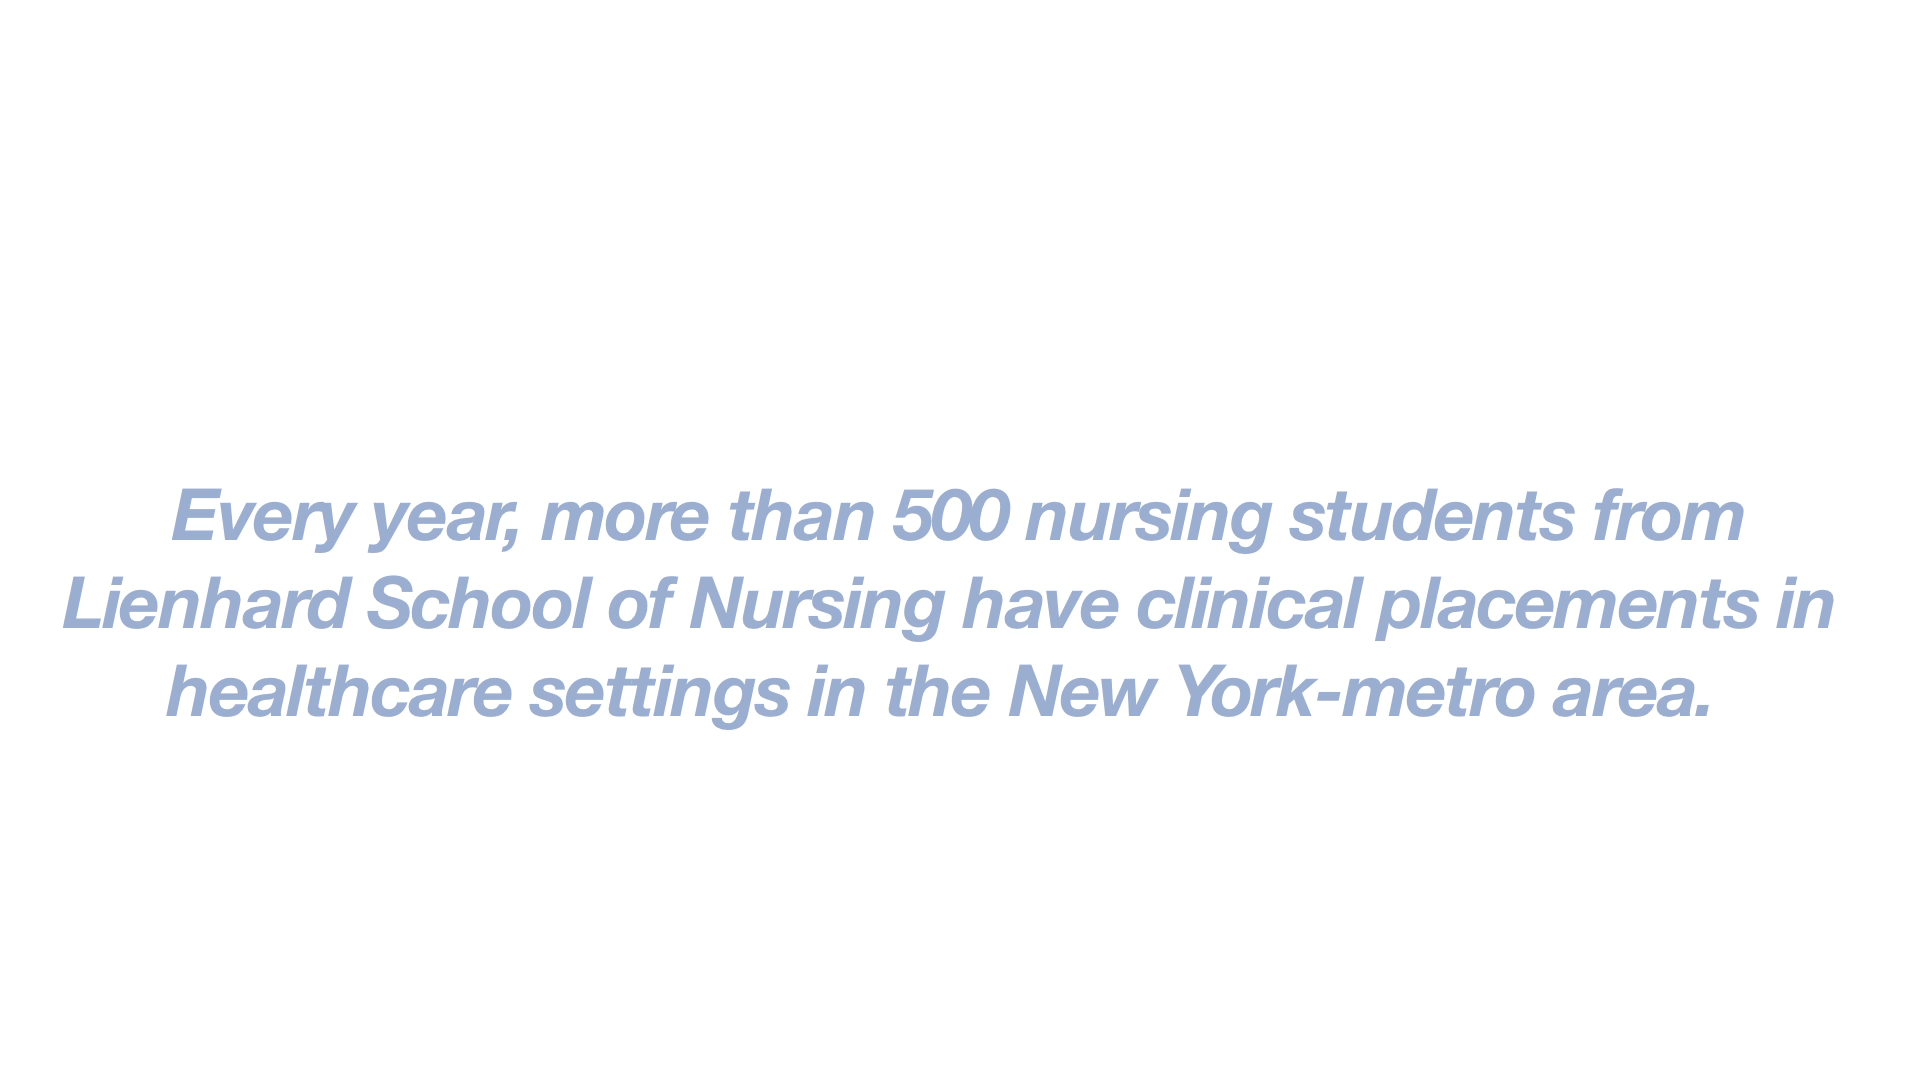 Every year, more than 500 nursing students from
Lienhard School of Nursing have clinical placements in
healthcare settings in the New York-metro area.